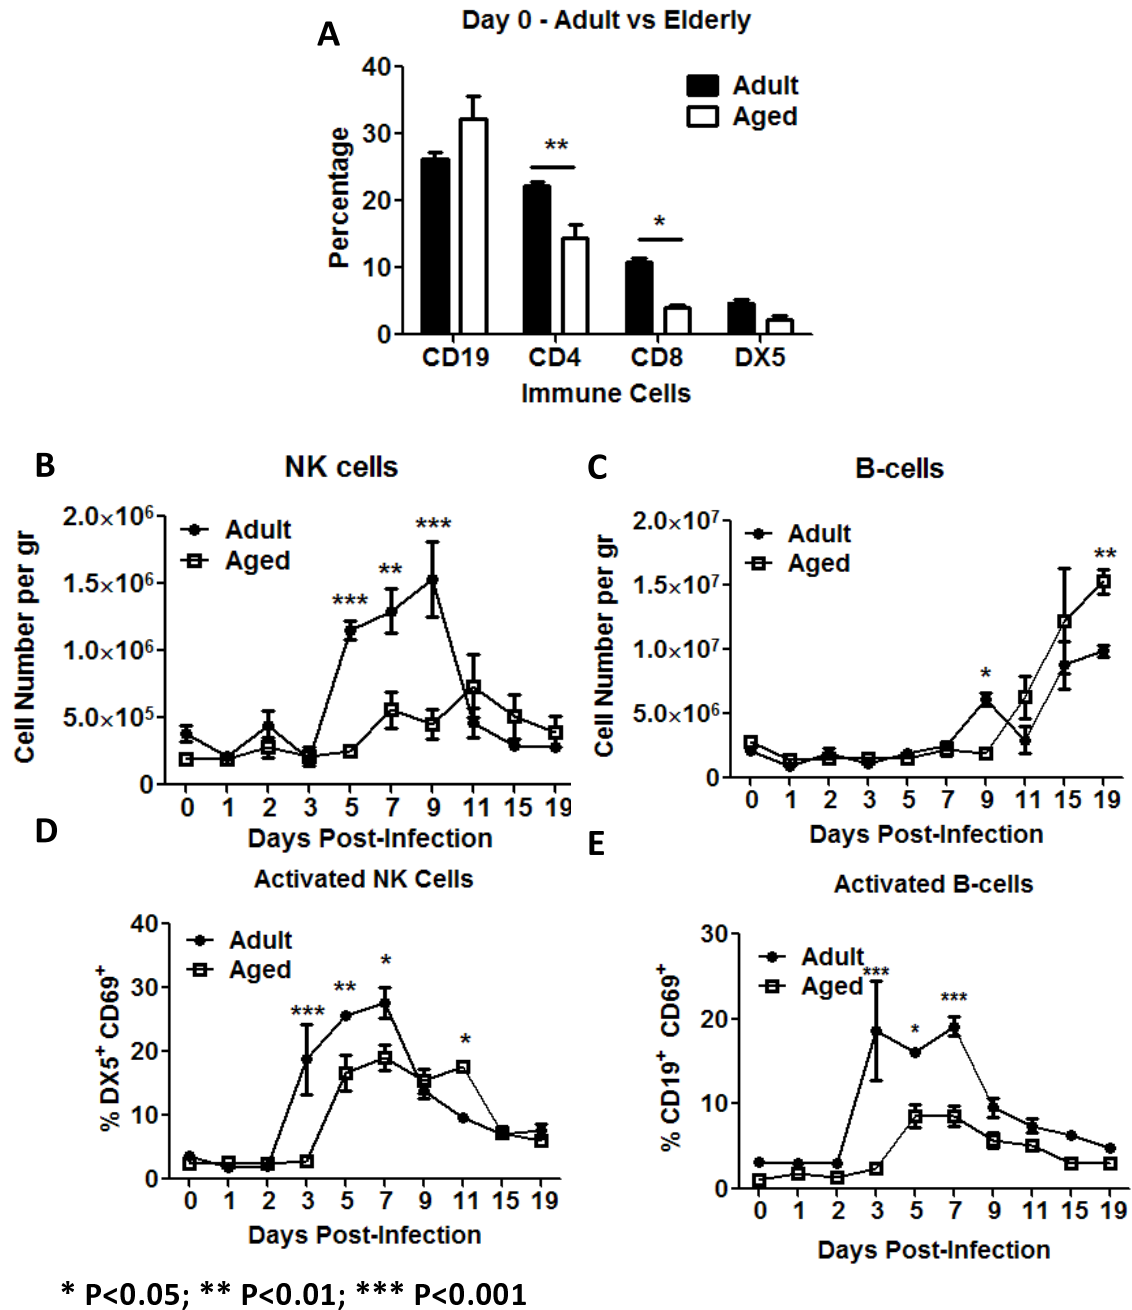 Day 0 - Adult vs Elderly
A
40
30
20
10
0
Percentage
Adult
Aged
**
*
CD19 CD4 CD8 DX5
Immune Cells
B
NK cells
2.0×10⁶
1.5×10⁶
1.0×10⁶
5.0×10⁵
0
Cell Number per gr
Adult
Aged
***
**
***
0 1 2 3 5 7 9 11 15 19
Days Post-Infection
C
B-cells
2.0×10⁷
1.5×10⁷
1.0×10⁷
5.0×10⁶
0
Cell Number per gr
Adult
Aged
*
**
0 1 2 3 5 7 9 11 15 19
Days Post-Infection
D
Activated NK Cells
40
30
20
10
0
% DX5⁺ CD69⁺
Adult
Aged
***
**
*
*
0 1 2 3 5 7 9 11 15 19
Days Post-Infection
E
Activated B-cells
30
20
10
0
% CD19⁺ CD69⁺
Adult
Aged
***
*
***
0 1 2 3 5 7 9 11 15 19
Days Post-Infection
* P<0.05; ** P<0.01; *** P<0.001